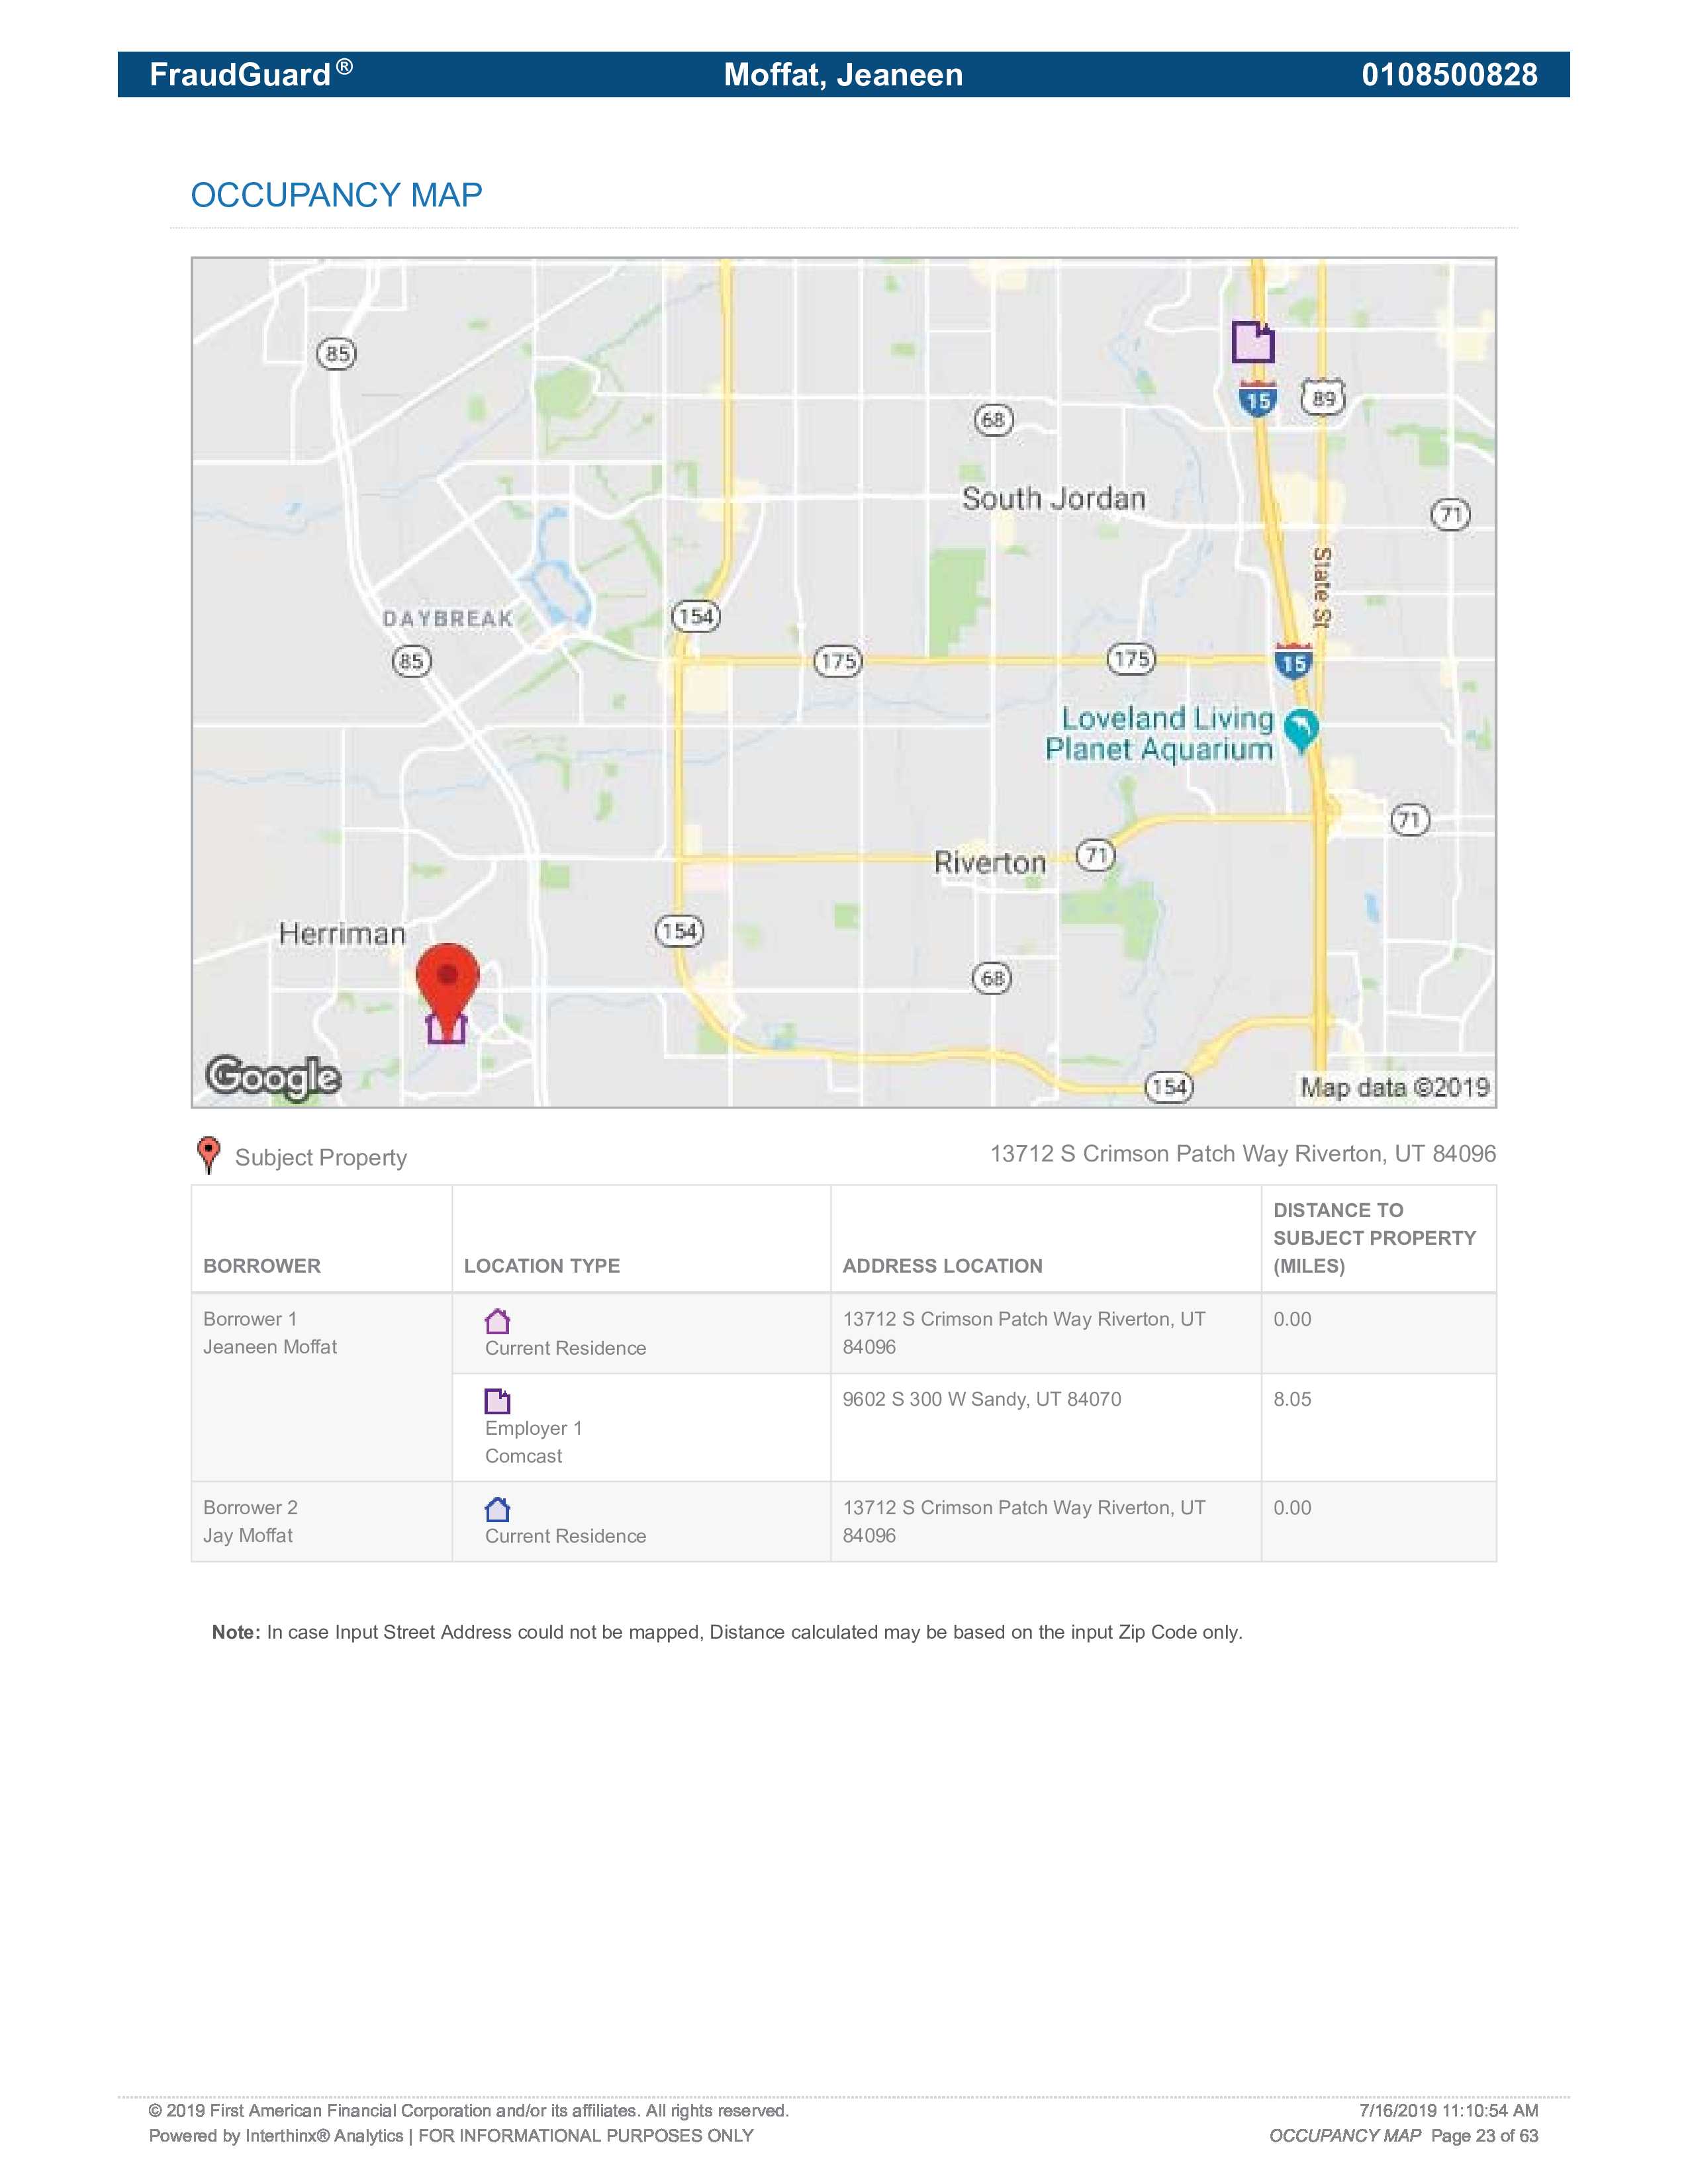 FraudGuard® Moffat, Jeaneen 0108500828
OCCUPANCY MAP
85
15
89
68
South Jordan
71
State St
DAYBREAK
154
85
175
175
15
Loveland Living
Planet Aquarium
71
Riverton
71
Herriman
154
68
Google
154
Map data ©2019
Subject Property 13712 S Crimson Patch Way Riverton, UT 84096
BORROWER LOCATION TYPE ADDRESS LOCATION DISTANCE TO
SUBJECT PROPERTY
(MILES)
Borrower 1 13712 S Crimson Patch Way Riverton, UT 0.00
Jeaneen Moffat Current Residence 84096
9602 S 300 W Sandy, UT 84070 8.05
Employer 1
Comcast
Borrower 2 13712 S Crimson Patch Way Riverton, UT 0.00
Jay Moffat Current Residence 84096
Note: In case Input Street Address could not be mapped, Distance calculated may be based on the input Zip Code only.
© 2019 First American Financial Corporation and/or its affiliates. All rights reserved. 7/16/2019 11:10:54 AM
Powered by Interthinx® Analytics | FOR INFORMATIONAL PURPOSES ONLY OCCUPANCY MAP Page 23 of 63